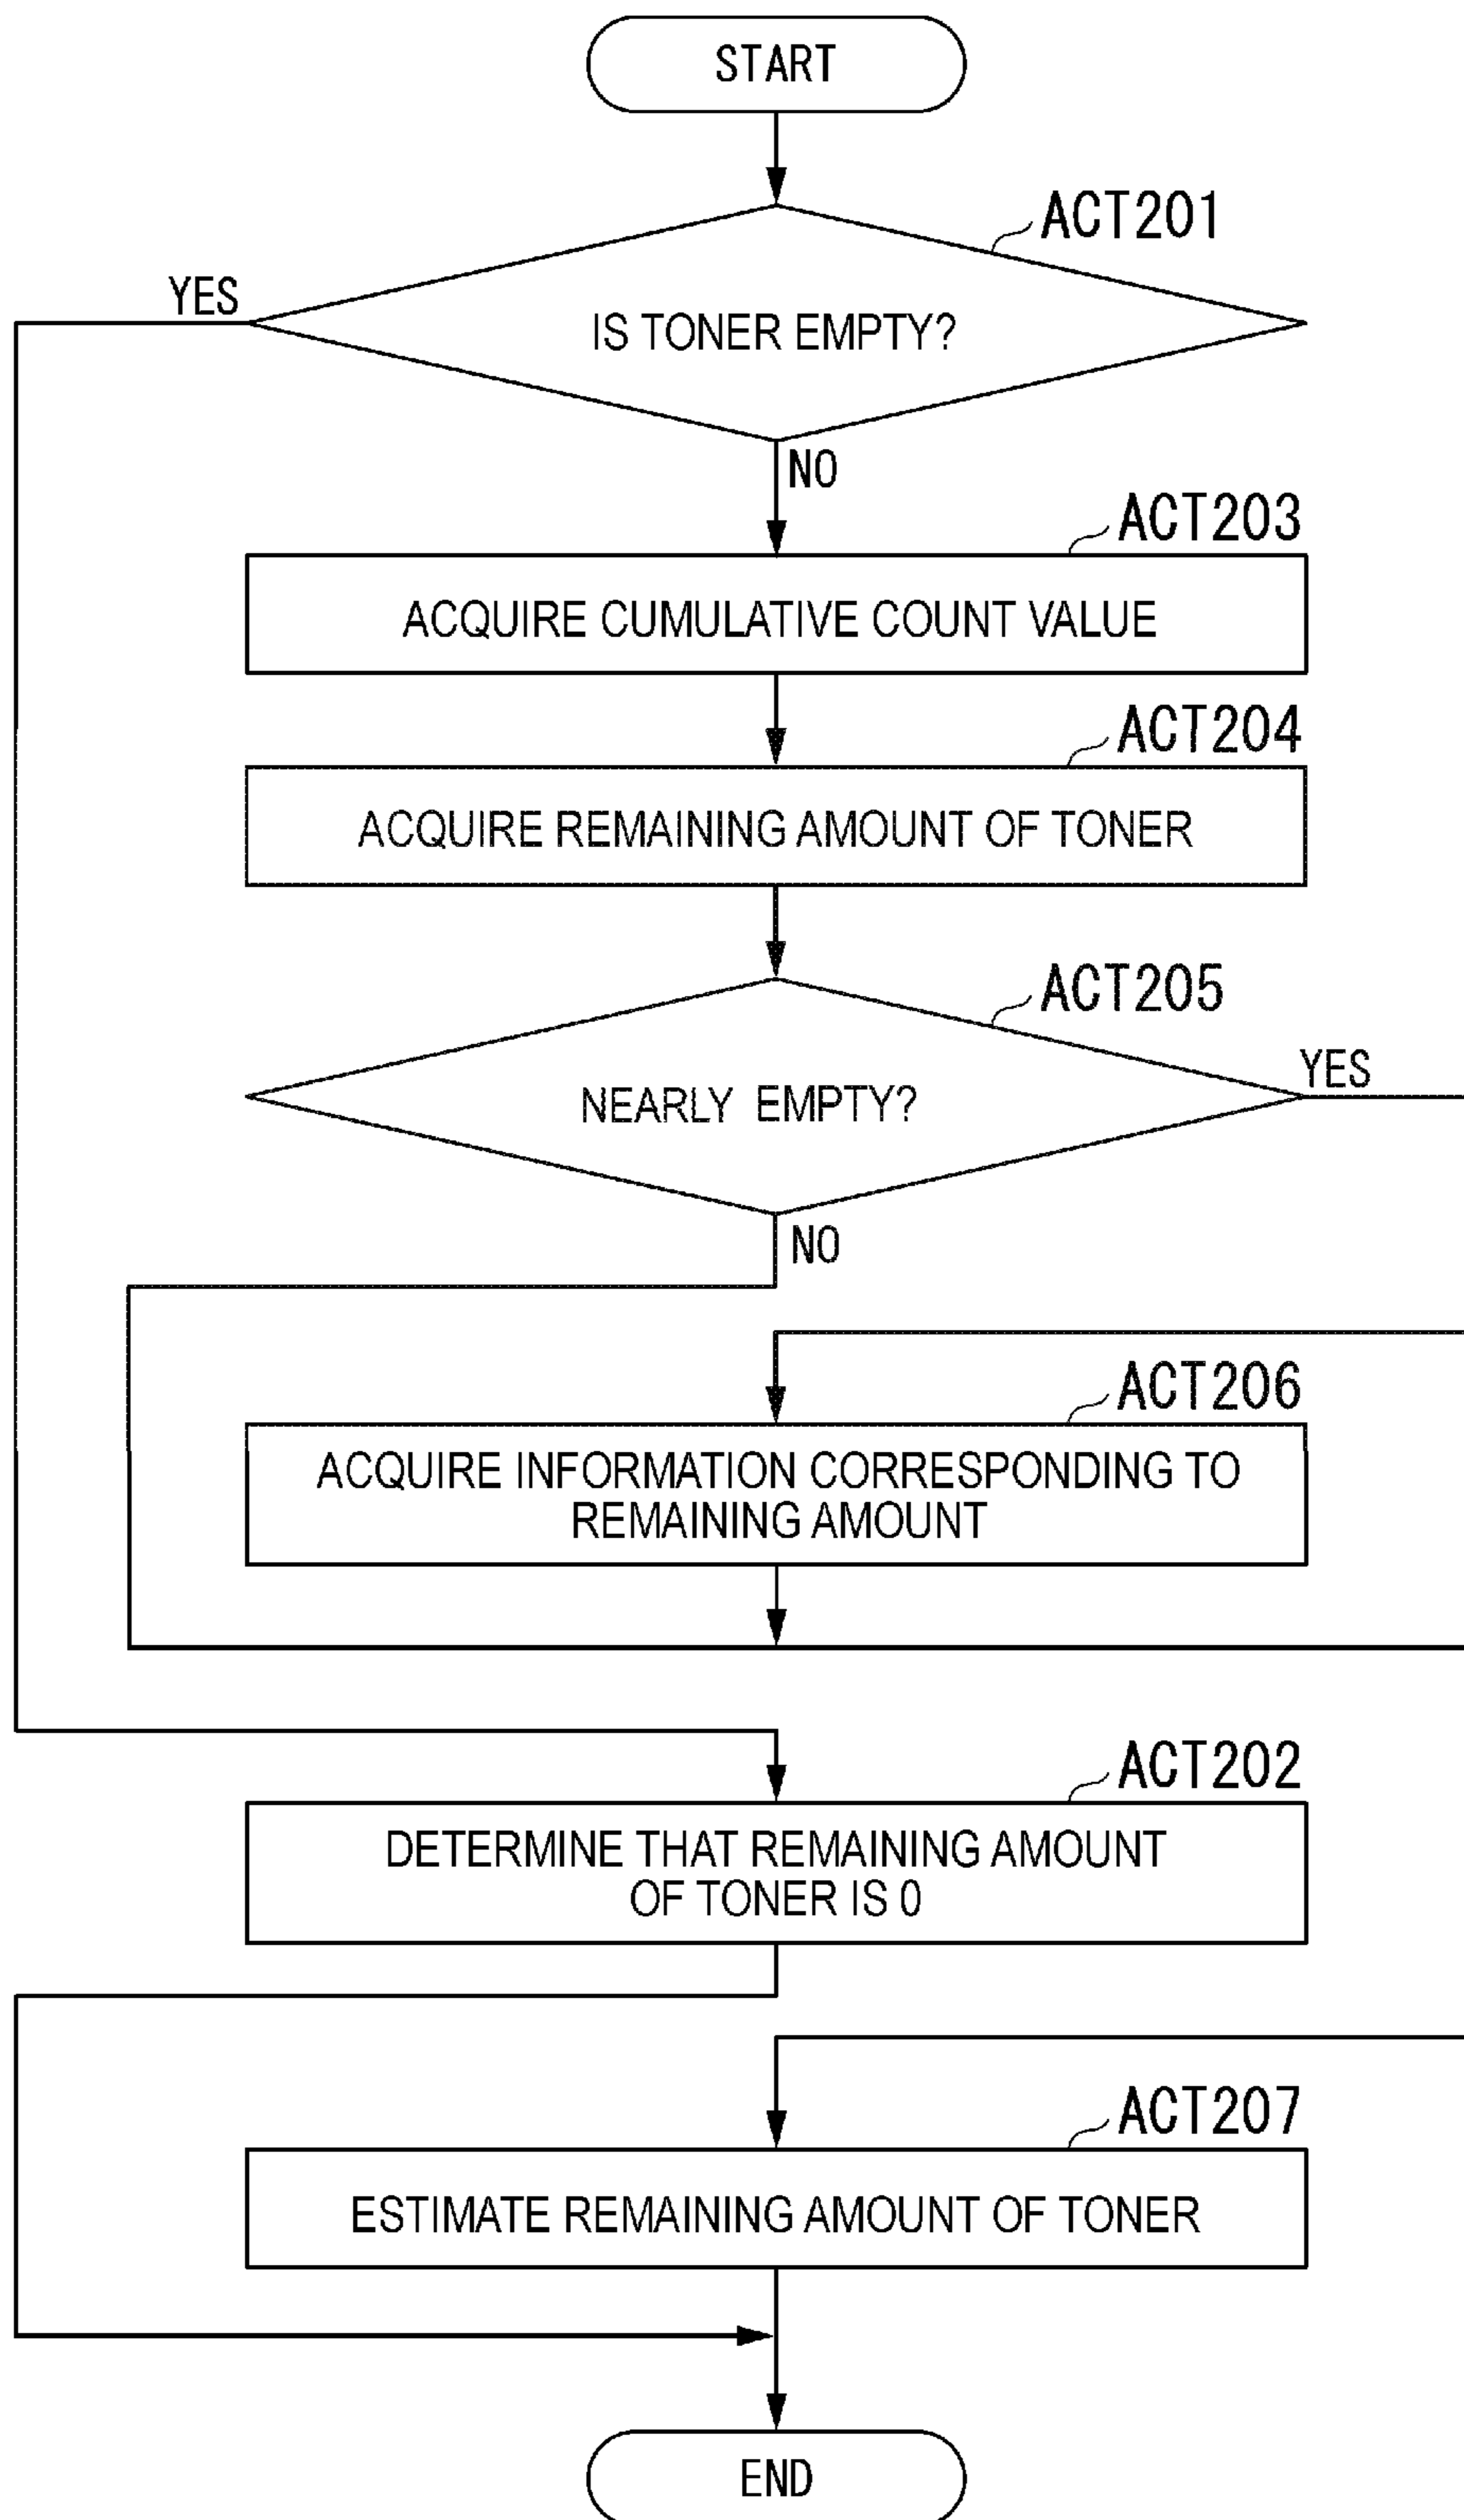 START
ACT201
YES
IS TONER EMPTY?
NO
ACT203
ACQUIRE CUMULATIVE COUNT VALUE
ACT204
ACQUIRE REMAINING AMOUNT OF TONER
ACT205
YES
NEARLY EMPTY?
NO
ACT206
ACQUIRE INFORMATION CORRESPONDING TO
REMAINING AMOUNT
ACT202
DETERMINE THAT REMAINING AMOUNT
OF TONER IS 0
ACT207
ESTIMATE REMAINING AMOUNT OF TONER
END